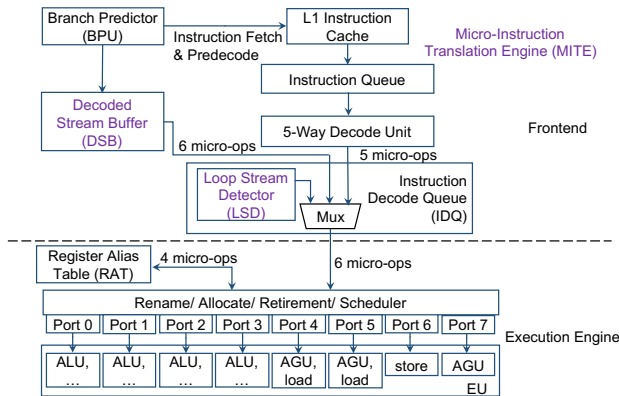 Branch Predictor
(BPU)
Instruction Fetch
& Predecode
L1 Instruction
Cache
Micro-Instruction
Translation Engine (MITE)
Instruction Queue
Decoded
Stream Buffer
(DSB)
6 micro-ops
5-Way Decode Unit
Frontend
5 micro-ops
Loop Stream
Detector
(LSD)
Mux
Instruction
Decode Queue
(IDQ)
Register Alias
Table (RAT)
4 micro-ops
6 micro-ops
Rename/ Allocate/ Retirement/ Scheduler
Port 0 Port 1 Port 2 Port 3 Port 4 Port 5 Port 6 Port 7
Execution Engine
ALU, ... ALU, ... ALU, ... ALU, ... AGU, load AGU, load store AGU
EU